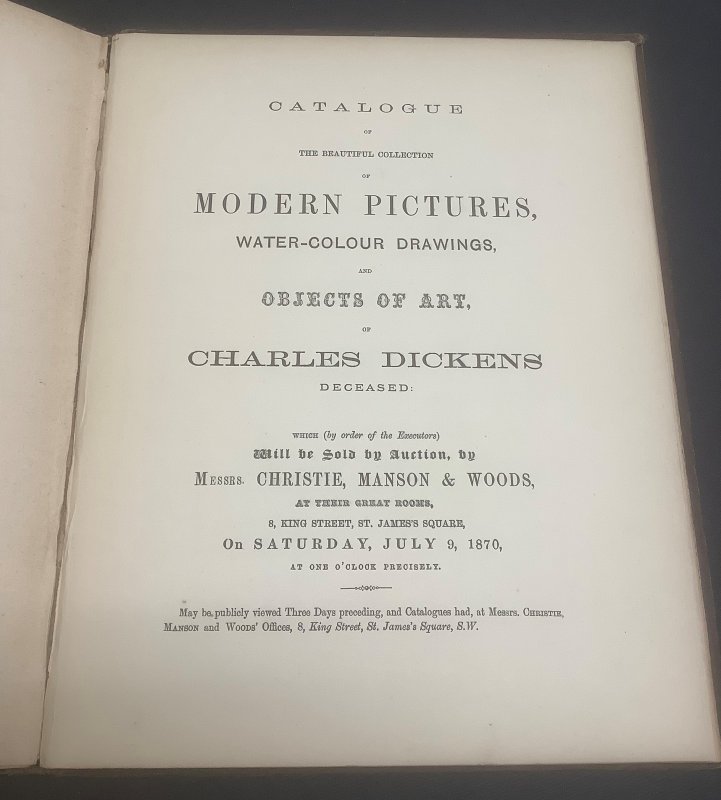 CATALOGUE
OF
THE BEAUTIFUL COLLECTION
OF
MODERN PICTURES,
WATER-COLOUR DRAWINGS,
AND
OBJECTS OF ART,
OF
CHARLES DICKENS
DECEASED:
WHICH (by order of the Executors)
Will be Sold by Auction, by
MESSRS. CHRISTIE, MANSON & WOODS,
AT THEIR GREAT ROOMS,
8, KING STREET, ST. JAMES'S SQUARE,
On SATURDAY, JULY 9, 1870,
AT ONE O'CLOCK PRECISELY.
May be publicly viewed Three Days preceding, and Catalogues had, at Messrs. CHRISTIE,
MANSON and WOODS' Offices, 8, King Street, St. James's Square, S.W.